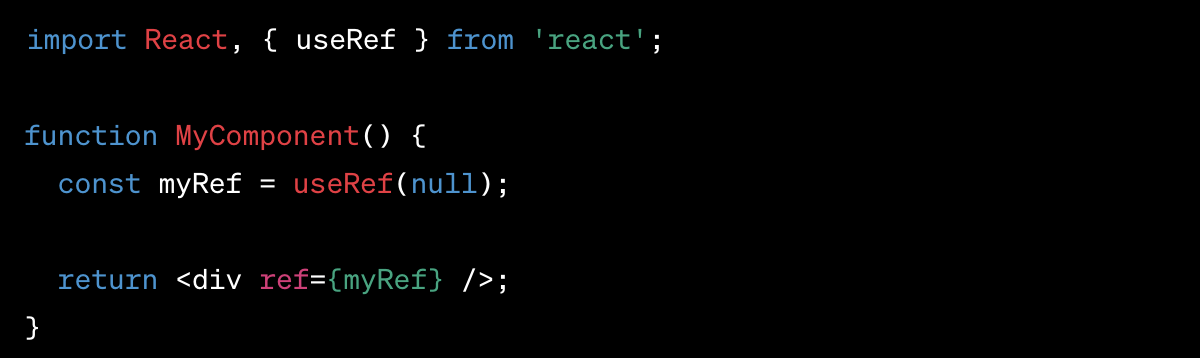 import React, { useRef } from 'react';
function MyComponent() {
const myRef = useRef(null);
return <div ref={myRef} />;
}